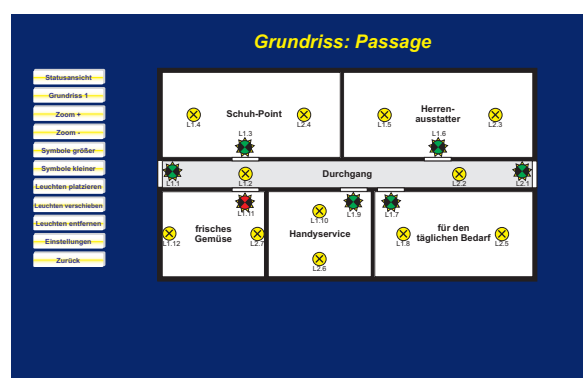 Grundriss: Passage
Statusansicht
Grundriss 1
Zoom +
Zoom -
Symbole größer
Symbole kleiner
Leuchten platzieren
Leuchten verschieben
Leuchten entfernen
Einstellungen
Zurück
Schuh-Point
L1.4
L2.4
L1.3
Herren-
ausstatter
L1.5
L2.3
L1.6
Durchgang
L1.1
L1.2
L2.2
L2.1
L1.11
frisches
Gemüse
L1.12
L2.7
L1.10
Handyservice
L2.6
L1.9
L1.7
für den
täglichen Bedarf
L1.8
L2.5